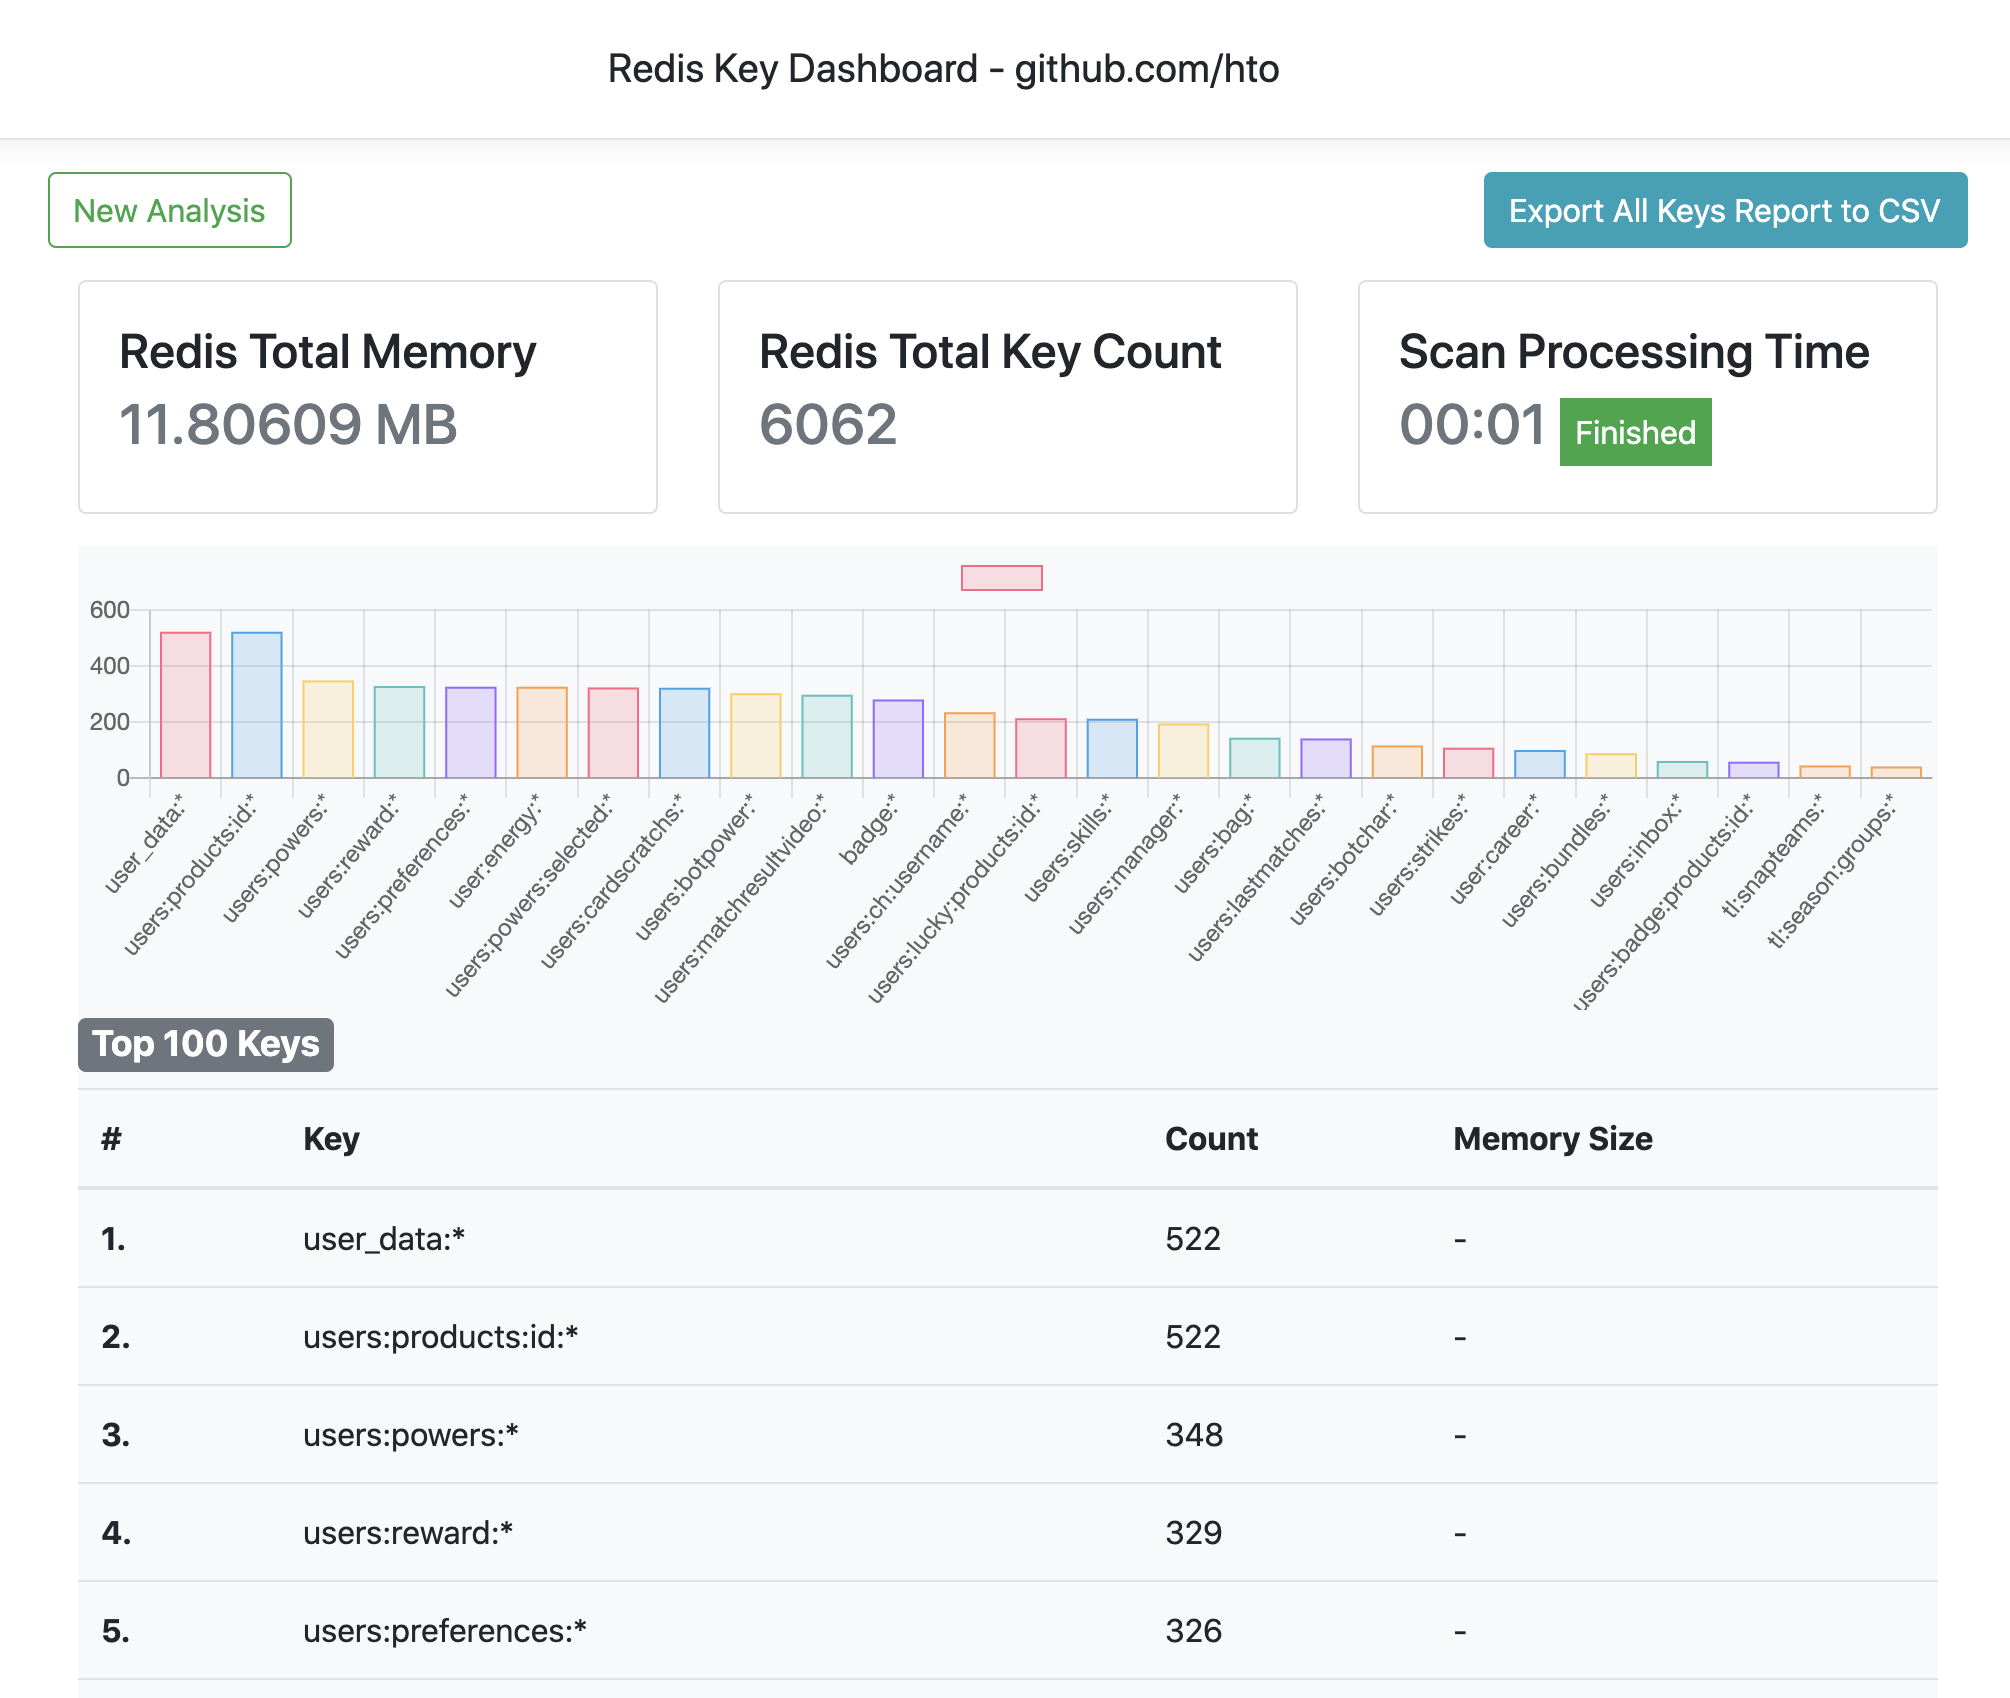 Redis Key Dashboard - github.com/hto
New Analysis
Export All Keys Report to CSV
Redis Total Memory
11.80609 MB
Redis Total Key Count
6062
Scan Processing Time
00:01 Finished
600
400
200
0
user_data:*
users:products:id:*
users:powers:*
users:reward:*
users:preferences:*
user:energy:*
users:powers:selected:*
users:cardscratchs:*
users:botpower:*
users:matchresultvideo:*
badge:*
users:ch:username:*
users:lucky:products:id:*
users:skills:*
users:manager:*
users:bag:*
users:lastmatches:*
users:botchar:*
users:strikes:*
user:career:*
users:bundles:*
users:inbox:*
users:badge:products:id:*
tl:snapteams:*
tl:season:groups:*
Top 100 Keys
# Key Count Memory Size
1. user_data:* 522 -
2. users:products:id:* 522 -
3. users:powers:* 348 -
4. users:reward:* 329 -
5. users:preferences:* 326 -